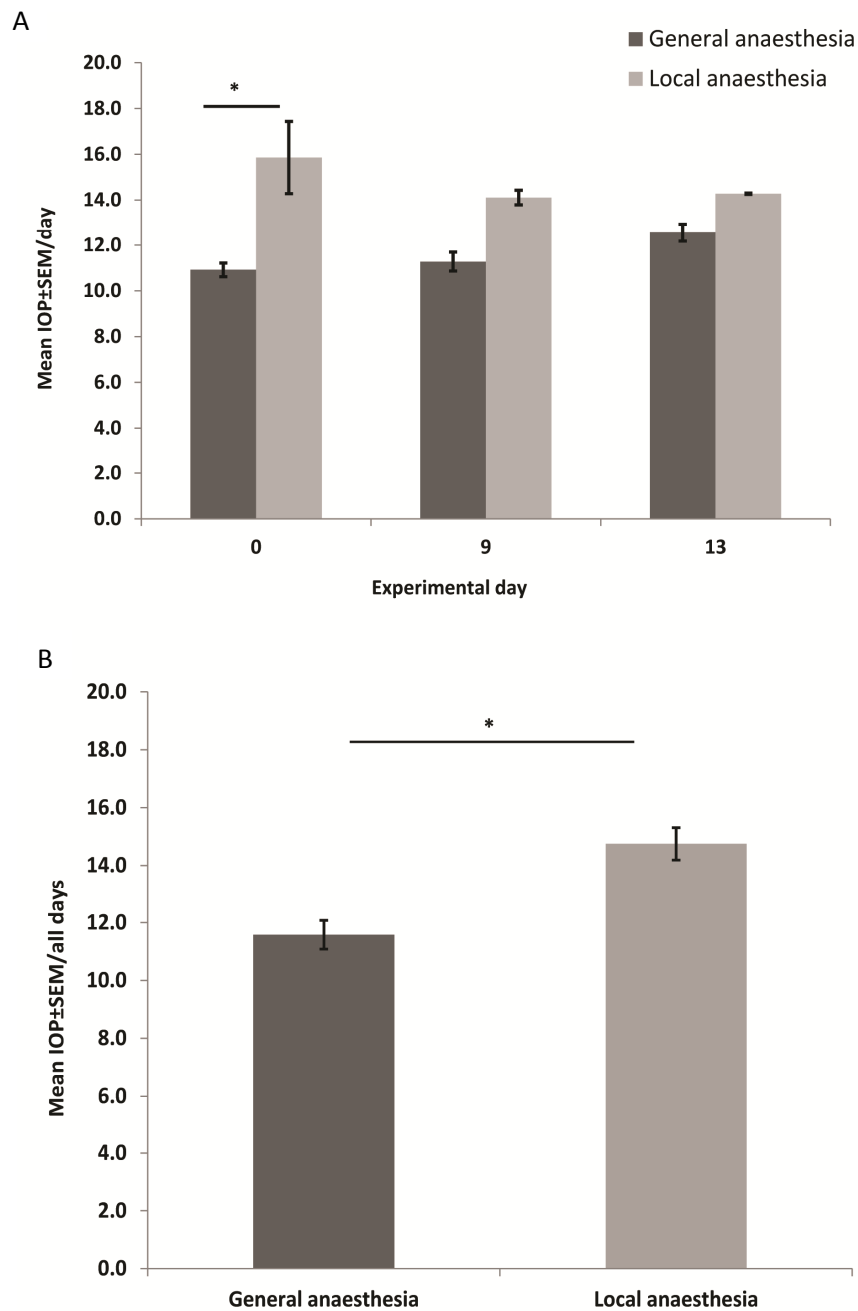 A
General anaesthesia
Local anaesthesia
20.0
18.0
16.0
14.0
12.0
10.0
8.0
6.0
4.0
2.0
0.0
*
Mean IOP±SEM/day
0 9 13
Experimental day
B
20.0
18.0
16.0
14.0
12.0
10.0
8.0
6.0
4.0
2.0
0.0
*
Mean IOP±SEM/all days
General anaesthesia Local anaesthesia